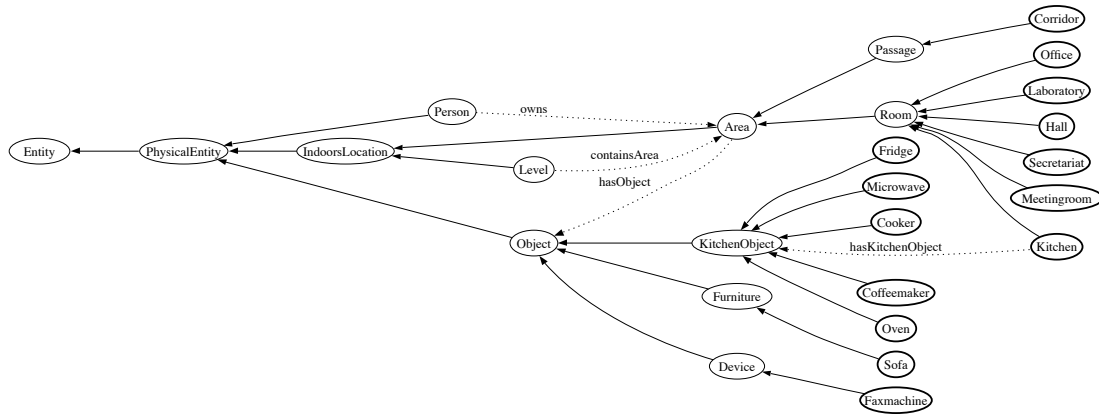 Corridor
Passage
Office
Laboratory
Person
owns
Room
Area
Hall
Entity
PhysicalEntity
IndoorsLocation
containsArea
Fridge
Secretariat
Level
hasObject
Microwave
Meetingroom
Cooker
Object
KitchenObject
hasKitchenObject
Kitchen
Furniture
Coffeemaker
Oven
Device
Sofa
Faxmachine